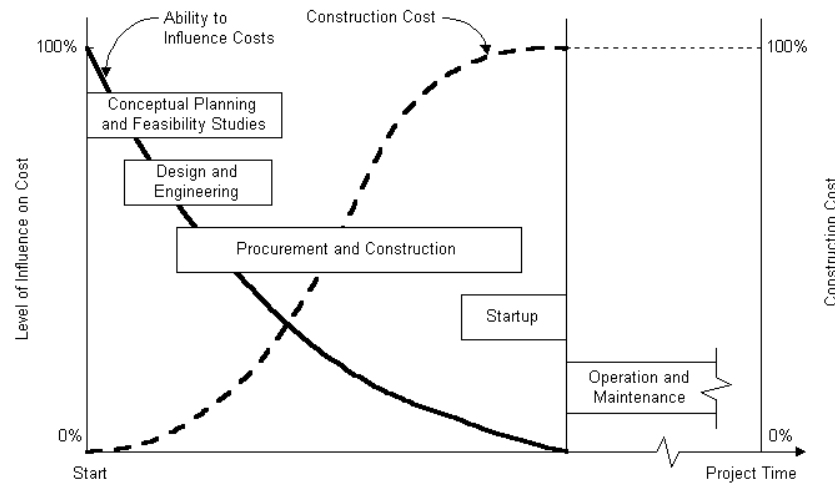 Ability to
Influence Costs
Construction Cost
100%
100%
Conceptual Planning
and Feasibility Studies
Design and
Engineering
Level of Influence on Cost
Construction Cost
Procurement and Construction
Startup
Operation and
Maintenance
0%
0%
Start
Project Time